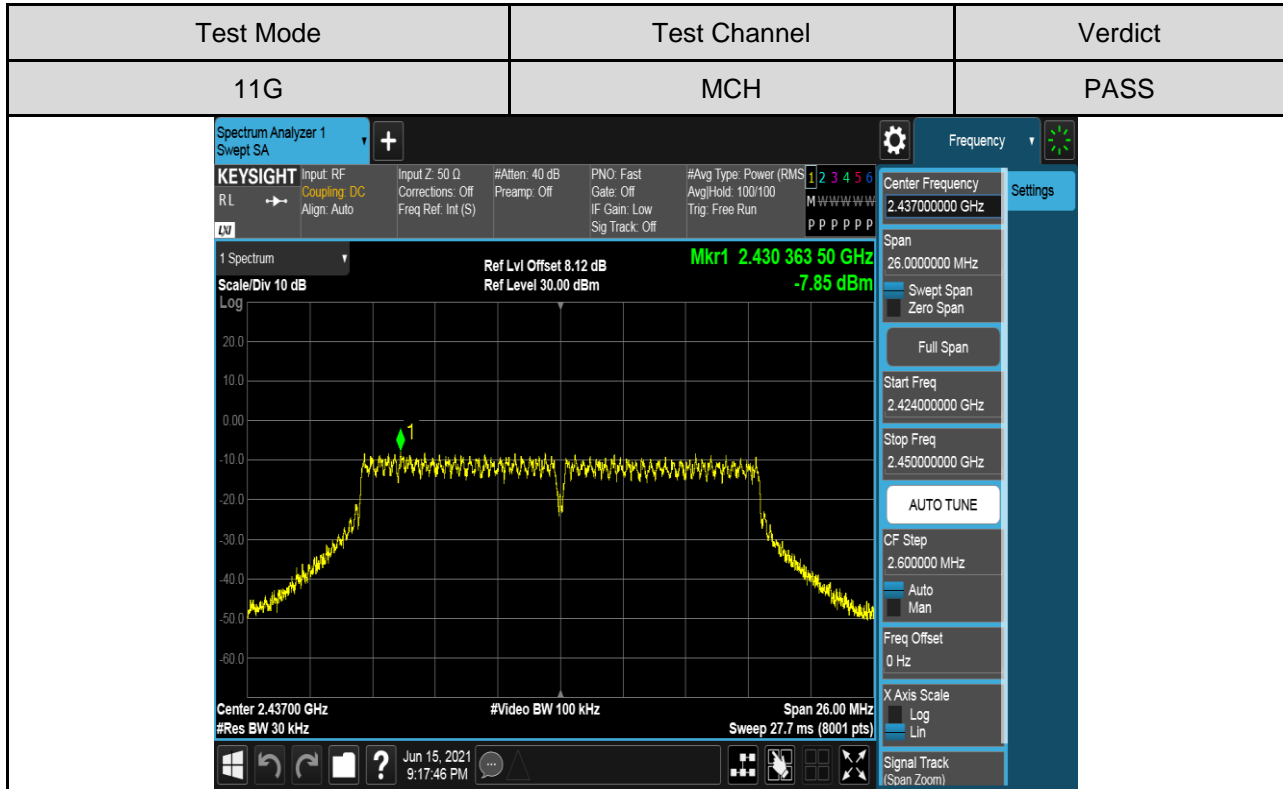 Test Mode
Test Channel
Verdict
11G
MCH
PASS
Spectrum Analyzer 1
Swept SA
Frequency
KEYSIGHT
RL
LXI
Input: RF
Coupling: DC
Align: Auto
Input Z: 50 Ω
Corrections: Off
Freq Ref: Int (S)
#Atten: 40 dB
Preamp: Off
PNO: Fast
Gate: Off
IF Gain: Low
Sig Track: Off
#Avg Type: Power (RMS
Avg|Hold: 100/100
Trig: Free Run
1 2 3 4 5 6
M W W W W W
P P P P P P
Center Frequency
2.437000000 GHz
Settings
1 Spectrum
Scale/Div 10 dB
Ref Lvl Offset 8.12 dB
Ref Level 30.00 dBm
Mkr1 2.430 363 50 GHz
-7.85 dBm
Span
26.0000000 MHz
Swept Span
Zero Span
Full Span
Start Freq
2.424000000 GHz
Stop Freq
2.450000000 GHz
AUTO TUNE
CF Step
2.600000 MHz
Auto
Man
Freq Offset
0 Hz
X Axis Scale
Log
Lin
Signal Track
(Span Zoom)
Log
20.0
10.0
0.00
-10.0
-20.0
-30.0
-40.0
-50.0
-60.0
1
Center 2.43700 GHz
#Res BW 30 kHz
#Video BW 100 kHz
Span 26.00 MHz
Sweep 27.7 ms (8001 pts)
Jun 15, 2021
9:17:46 PM